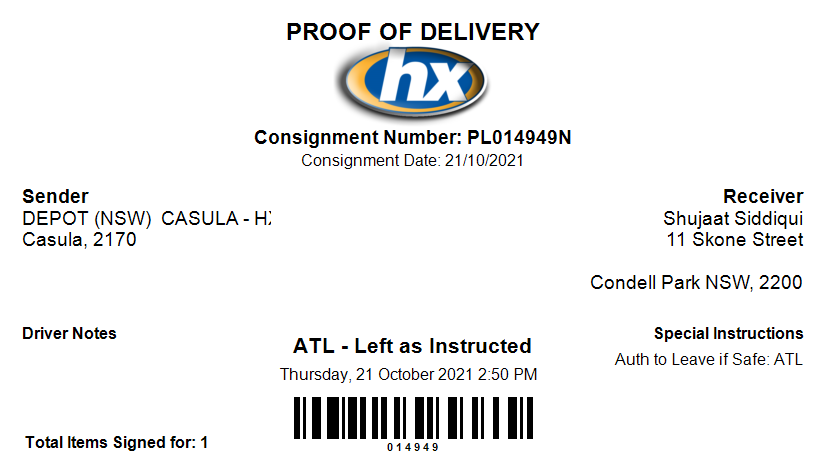 PROOF OF DELIVERY
hx
Consignment Number: PL014949N
Consignment Date: 21/10/2021
Sender
DEPOT (NSW) CASULA - HX
Casula, 2170
Receiver
Shujaat Siddiqui
11 Skone Street
Condell Park NSW, 2200
Driver Notes
ATL - Left as Instructed
Thursday, 21 October 2021 2:50 PM
Special Instructions
Auth to Leave if Safe: ATL
014949
Total Items Signed for: 1